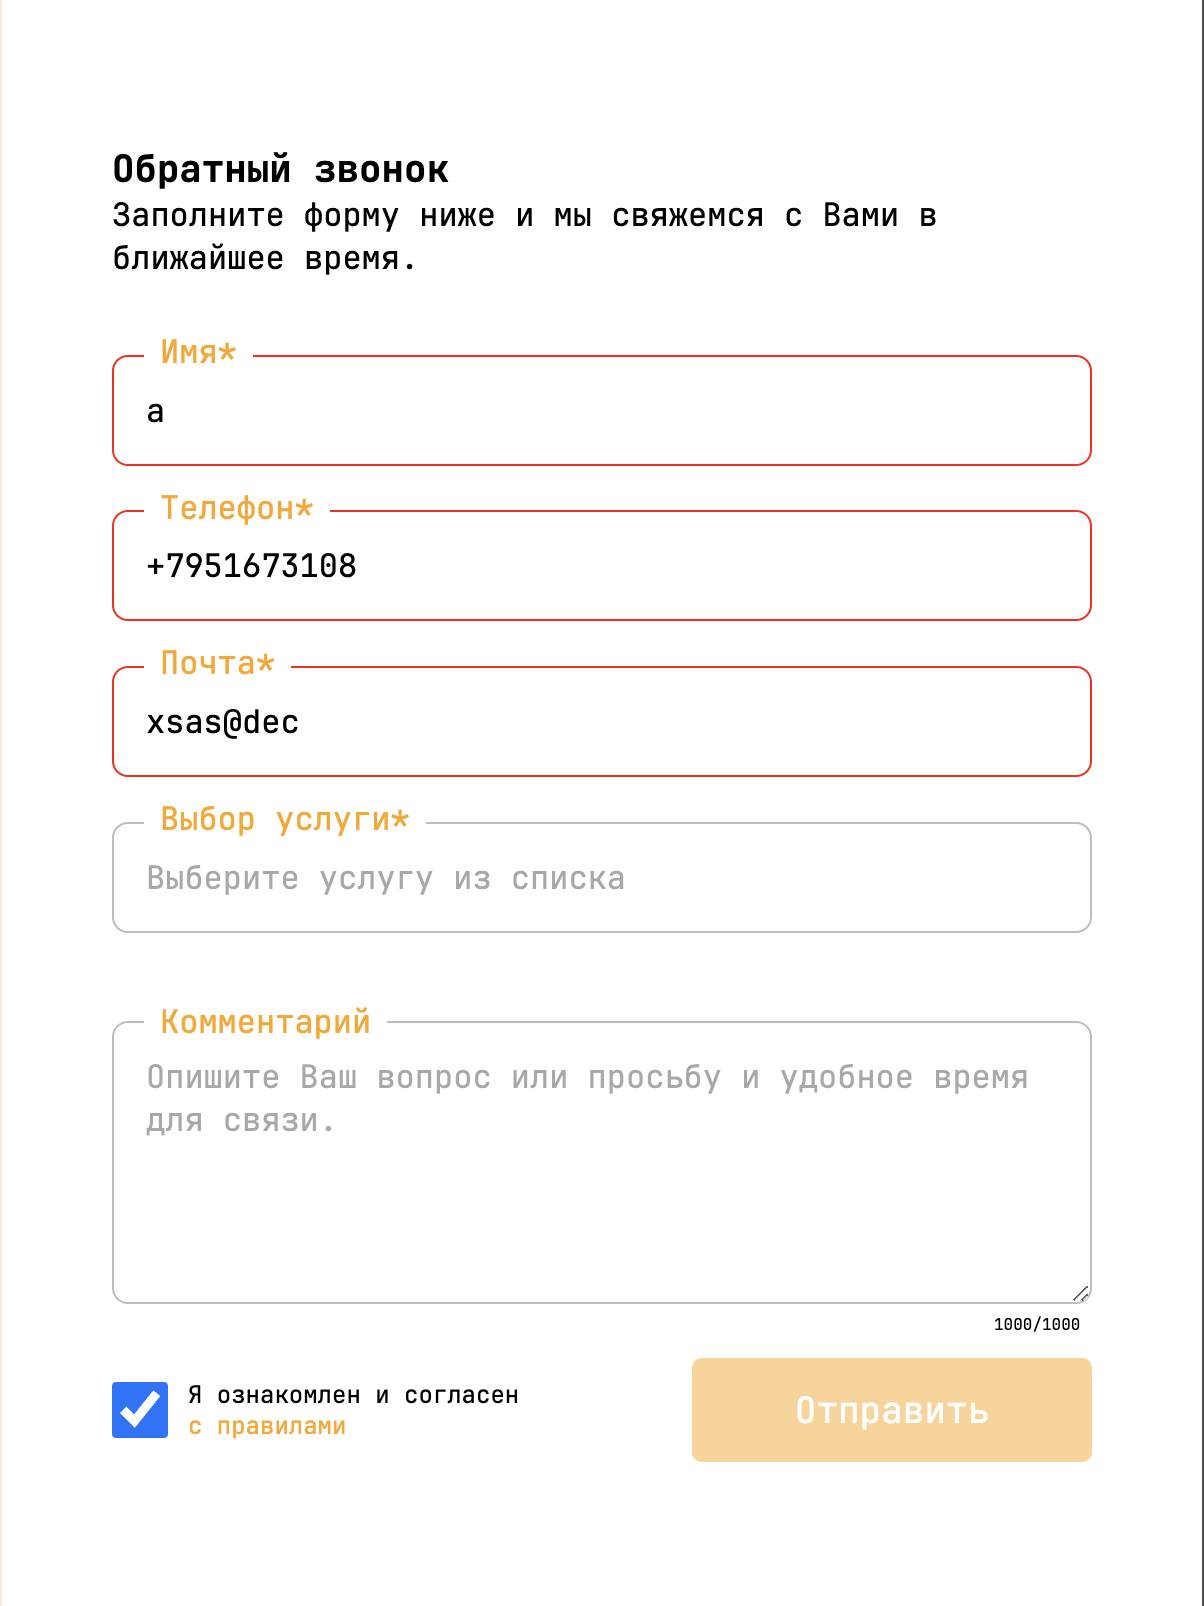 Обратный звонок
Заполните форму ниже и мы свяжемся с Вами в
ближайшее время.
Имя*
а
Телефон*
+7951673108
Почта*
xsas@dec
Выбор услуги*
Выберите услугу из списка
Комментарий
Опишите Ваш вопрос или просьбу и удобное время
для связи.
1000/1000
Я ознакомлен и согласен
с правилами
Отправить